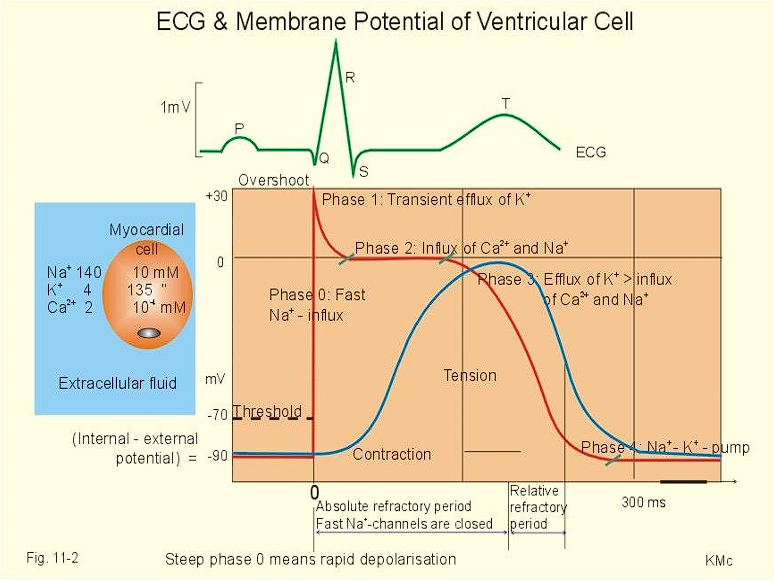 ECG & Membrane Potential of Ventricular Cell
R
1mV
T
P
Q
S
ECG
Overshoot
+30
Phase 1: Transient efflux of K⁺
Myocardial
cell
Phase 2: Influx of Ca²⁺ and Na⁺
0
Na⁺ 140 10 mM
K⁺ 4 135 "
Ca²⁺ 2 10⁻⁴ mM
Phase 3: Efflux of K⁺ > influx
of Ca²⁺ and Na⁺
Phase 0: Fast
Na⁺ - influx
Extracellular fluid
mV
Tension
-70
Threshold
(Internal - external
potential) = -90
Contraction
Phase 4: Na⁺- K⁺ - pump
0
Absolute refractory period
Fast Na⁺-channels are closed
Relative
refractory
period
300 ms
Fig. 11-2
Steep phase 0 means rapid depolarisation
KMc